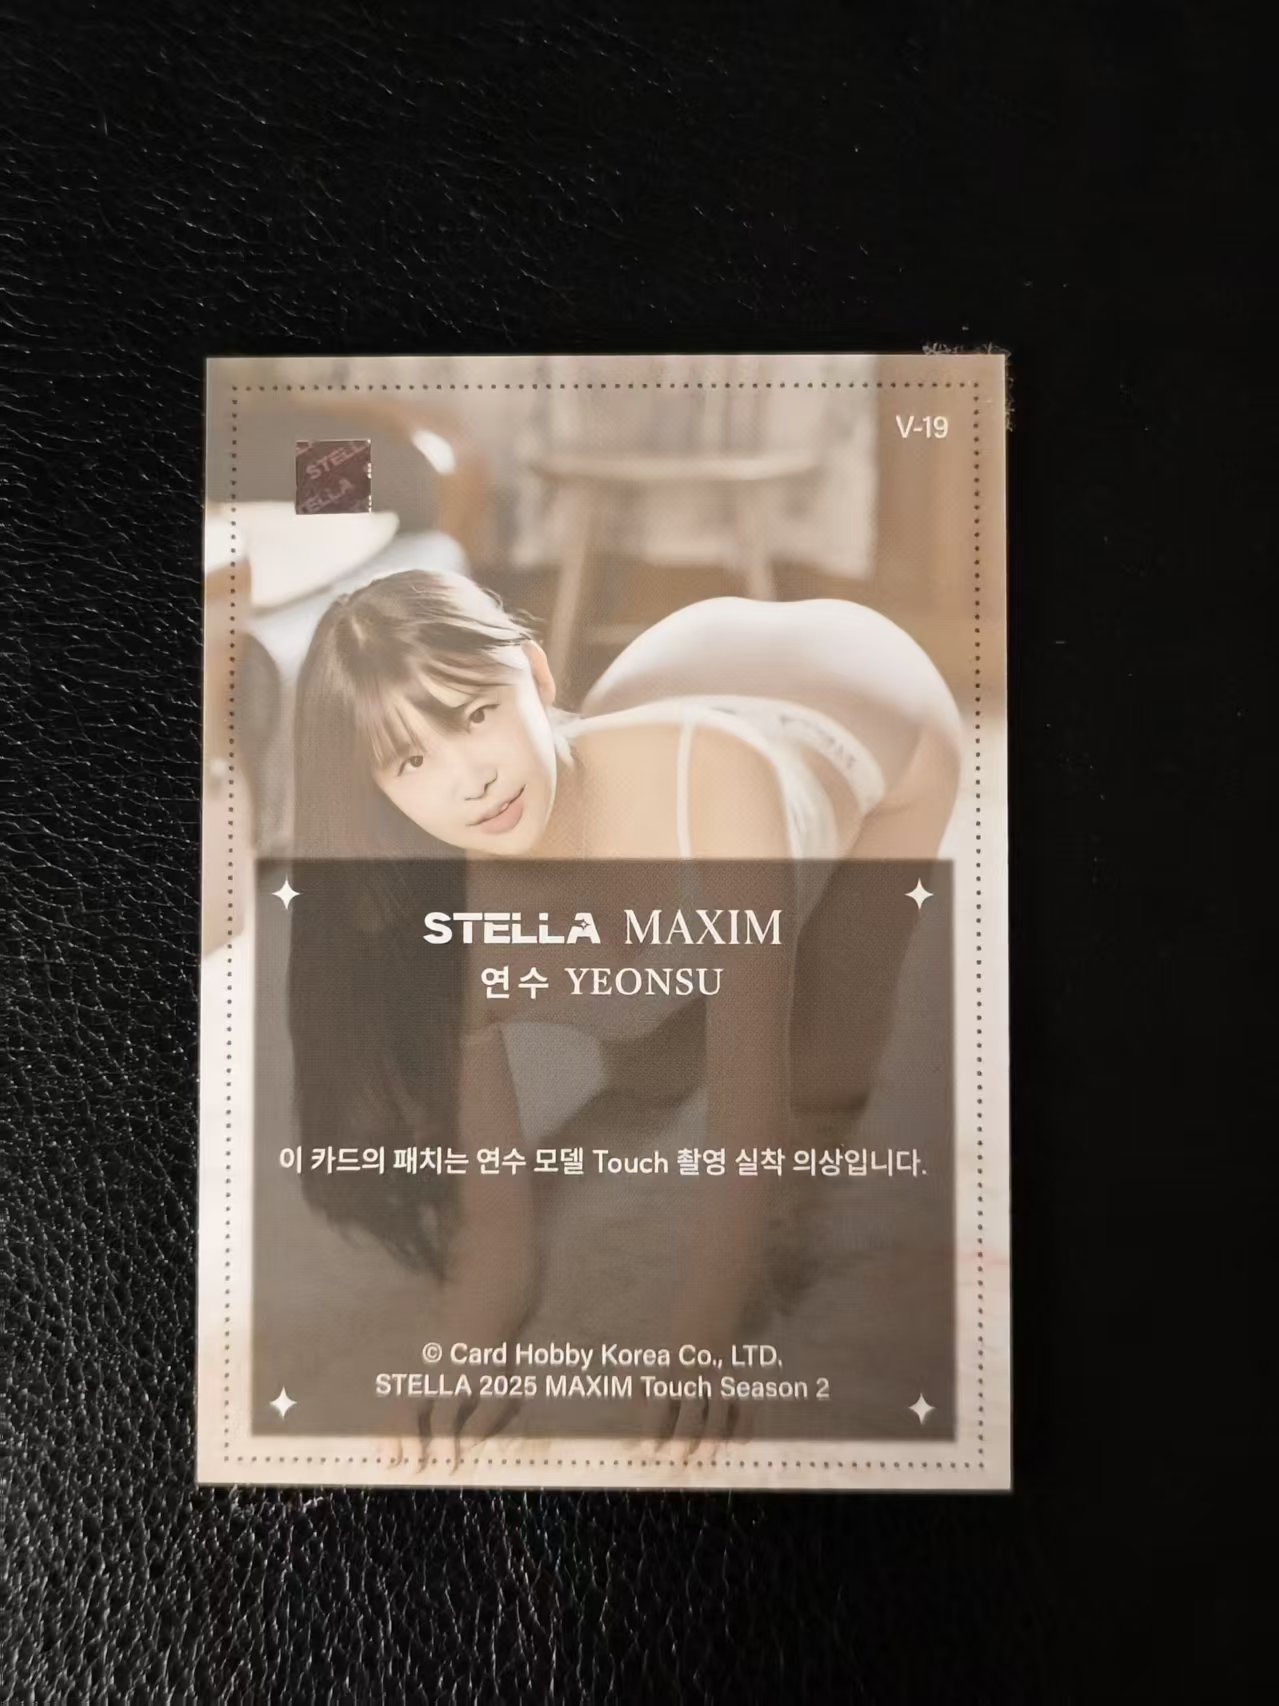 V-19
STELLA
STELLA
STELLA MAXIM
연수 YEONSU
이 카드의 패치는 연수 모델 Touch 촬영 실착 의상입니다.
© Card Hobby Korea Co., LTD.
STELLA 2025 MAXIM Touch Season 2